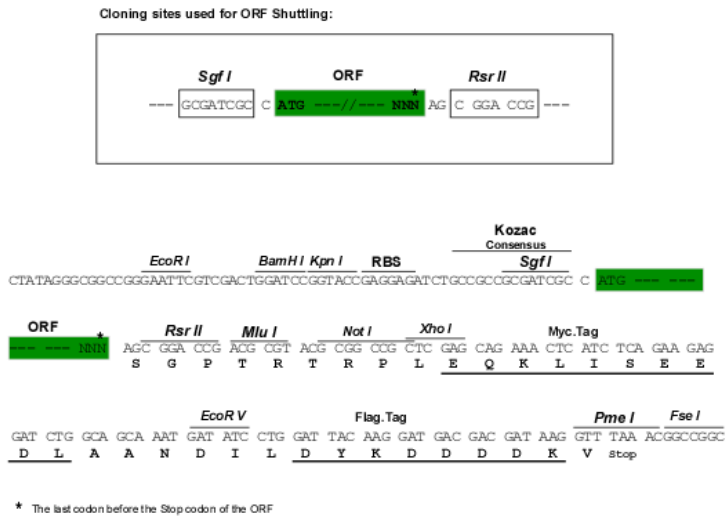 Cloning sites used for ORF Shuttling:
Sgf I ORF Rsr II
*
--- GCGATCGC C ATG ---//--- NNN AG C GGA CCG ---
Kozac
Consensus
EcoR I BamH I Kpn I RBS Sgf I
CTATAGGGCGGCCGGGAATTCGTCGACTGGATCCGGTACCGAGGAGATCTGCCGCCGCGATCGC C ATG --- ---
ORF * Rsr II Mlu I Not I Xho I Myc.Tag
--- --- NNN AGC GGA CCG ACG CGT ACG CGG CCG CTC GAG CAG AAA CTC ATC TCA GAA GAG
S G P T R T R P L E Q K L I S E E
EcoR V Flag.Tag Pme I Fse I
GAT CTG GCA GCA AAT GAT ATC CTG GAT TAC AAG GAT GAC GAC GAT AAG GTT TAA ACGGCCGGC
D L A A N D I L D Y K D D D D K V Stop
* The last codon before the Stop codon of the ORF